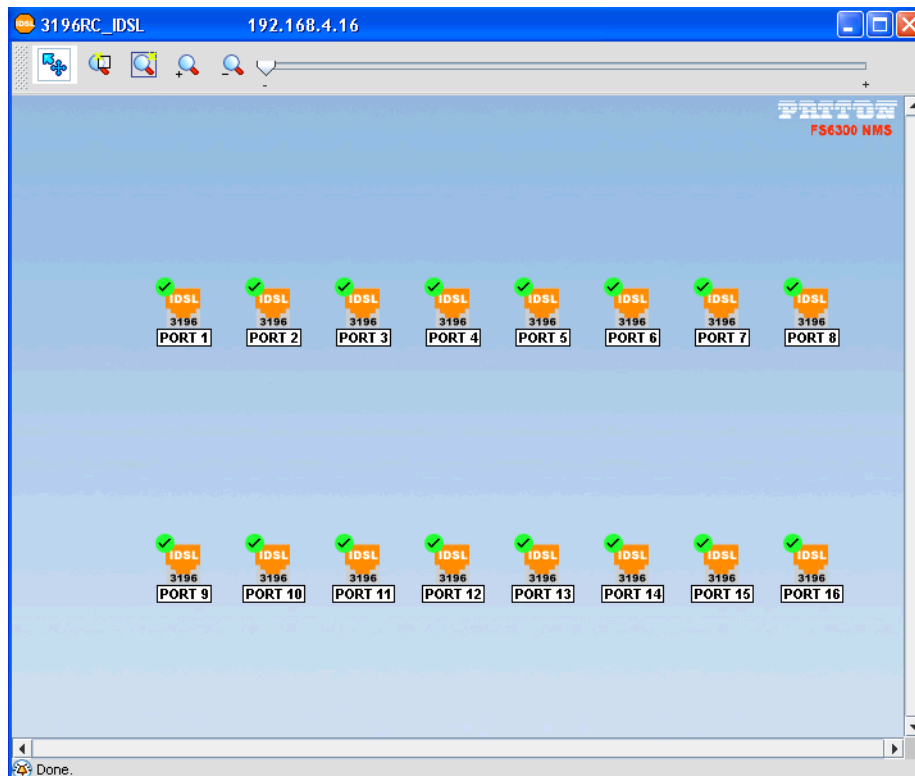 IDSL 3196RC_IDSL 192.168.4.16
- +
PATTON
FS6300 NMS
IDSL IDSL IDSL IDSL IDSL IDSL IDSL IDSL
3196 3196 3196 3196 3196 3196 3196 3196
PORT 1 PORT 2 PORT 3 PORT 4 PORT 5 PORT 6 PORT 7 PORT 8
IDSL IDSL IDSL IDSL IDSL IDSL IDSL IDSL
3196 3196 3196 3196 3196 3196 3196 3196
PORT 9 PORT 10 PORT 11 PORT 12 PORT 13 PORT 14 PORT 15 PORT 16
Done.